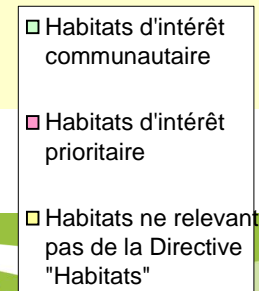 Habitats d'intérêt
communautaire
Habitats d'intérêt
prioritaire
Habitats ne relevant
pas de la Directive
"Habitats"